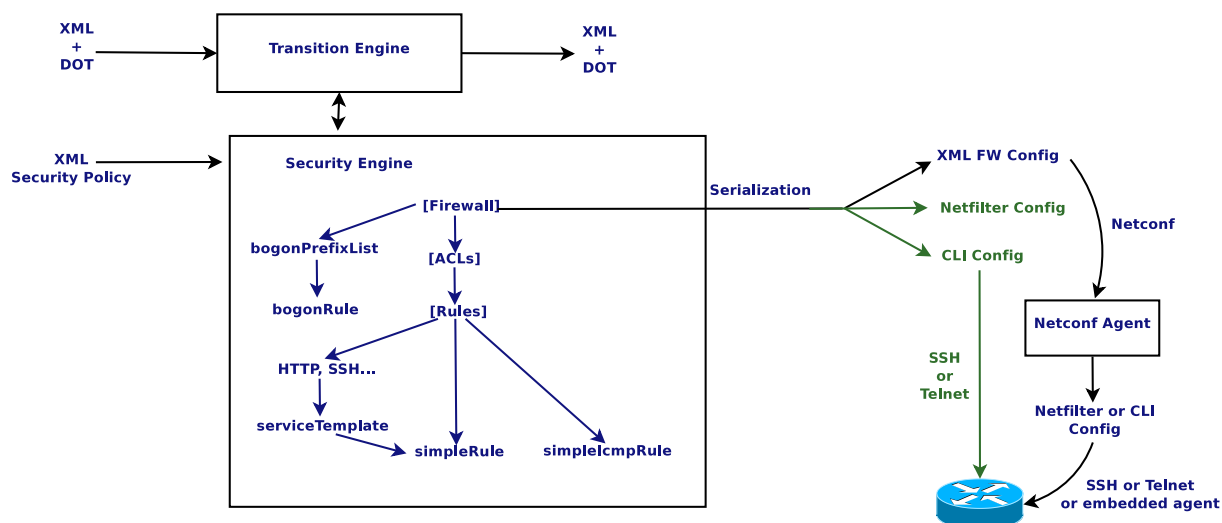 XML
+
DOT
Transition Engine
XML
+
DOT
XML
Security Policy
Security Engine
[Firewall]
bogonPrefixList
[ACLs]
bogonRule
[Rules]
HTTP, SSH...
serviceTemplate
simpleRule
simpleIcmpRule
Serialization
XML FW Config
Netfilter Config
CLI Config
Netconf
Netconf Agent
SSH
or
Telnet
Netfilter or CLI
Config
SSH or Telnet
or embedded agent